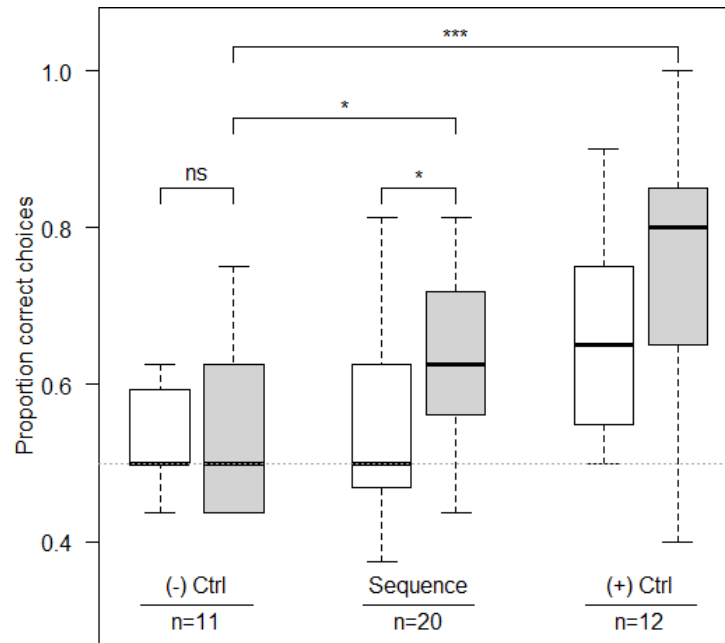 ***
*
ns
*
Proportion correct choices
1.0
0.8
0.6
0.4
(-) Ctrl
n=11
Sequence
n=20
(+) Ctrl
n=12